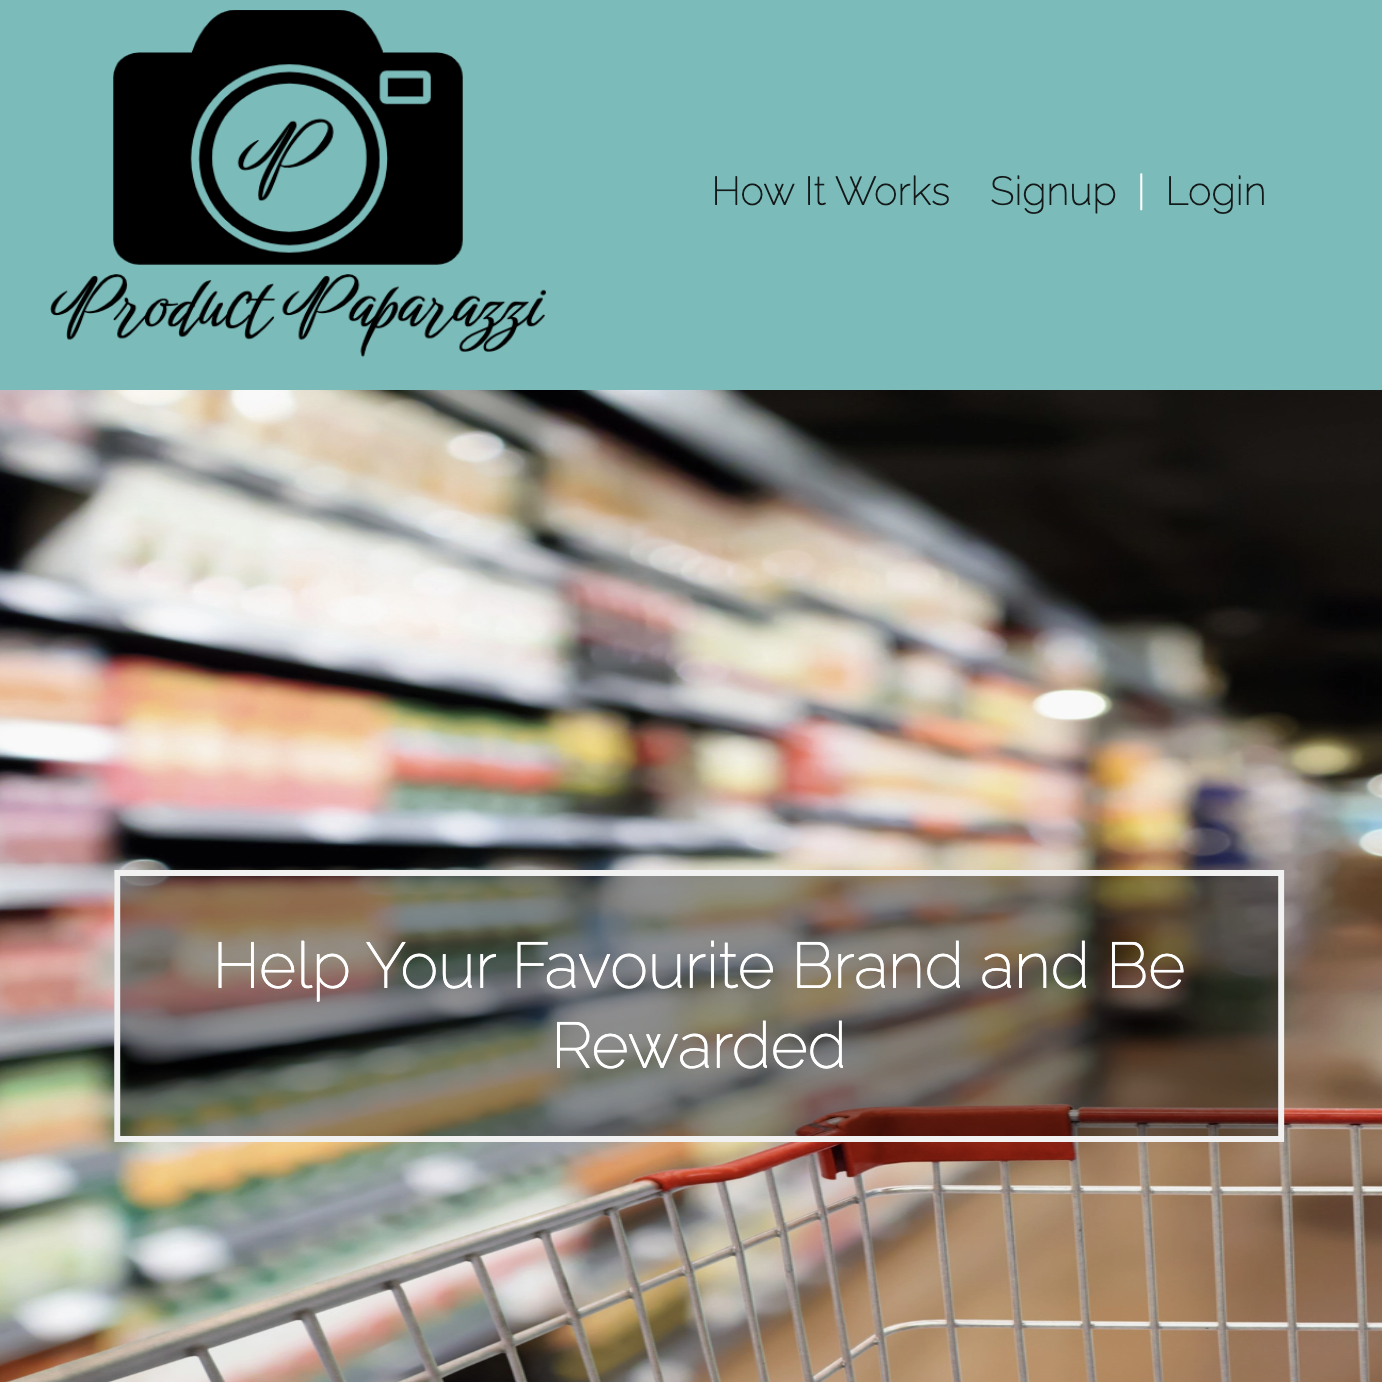 P
Product Paparazzi
How It Works Signup | Login
Help Your Favourite Brand and Be
Rewarded